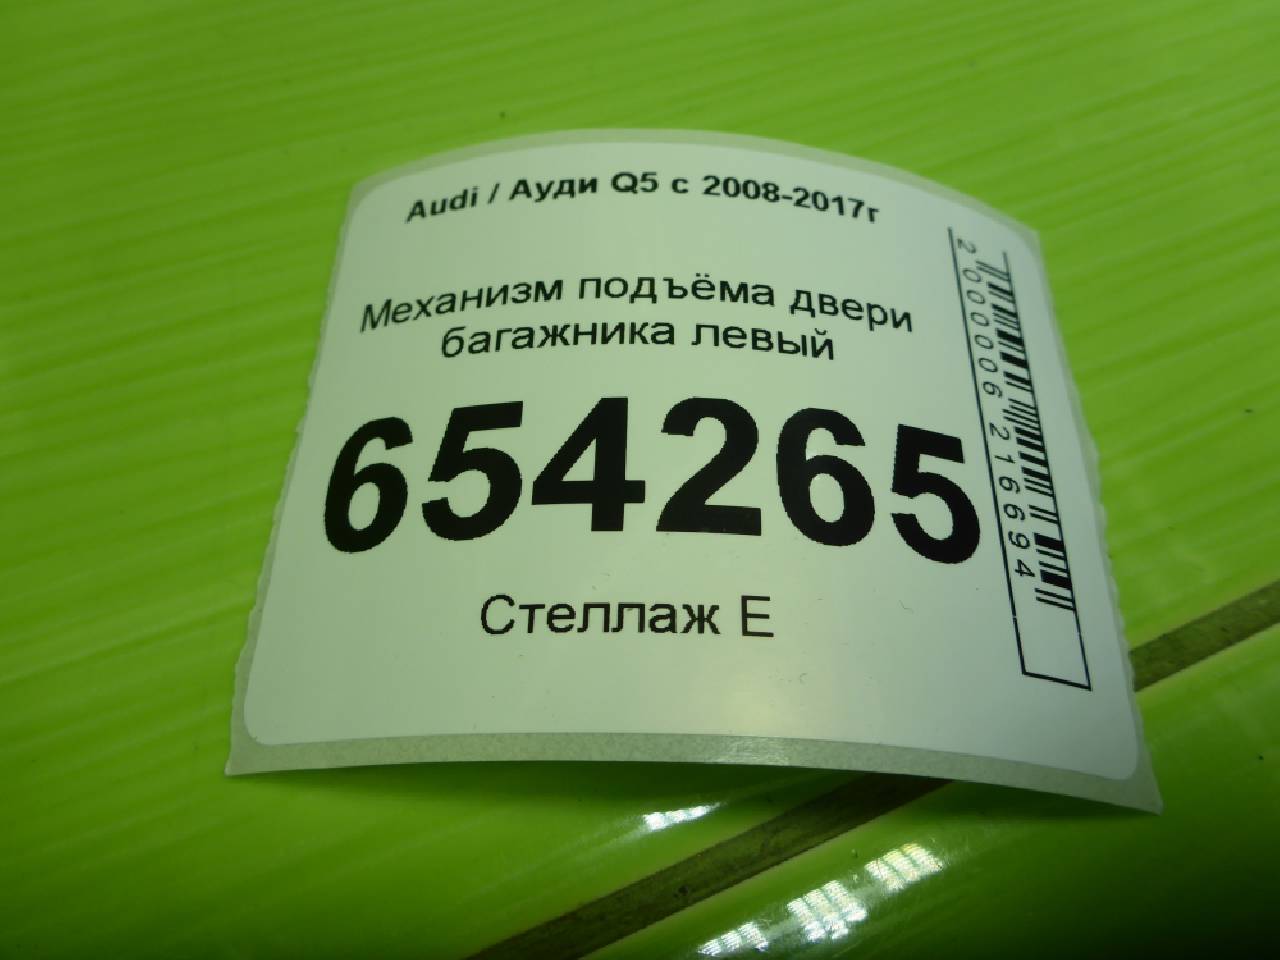 Audi / Ауди Q5 с 2008-2017г
Механизм подъёма двери
багажника левый
654265
Стеллаж Е
2000006216694